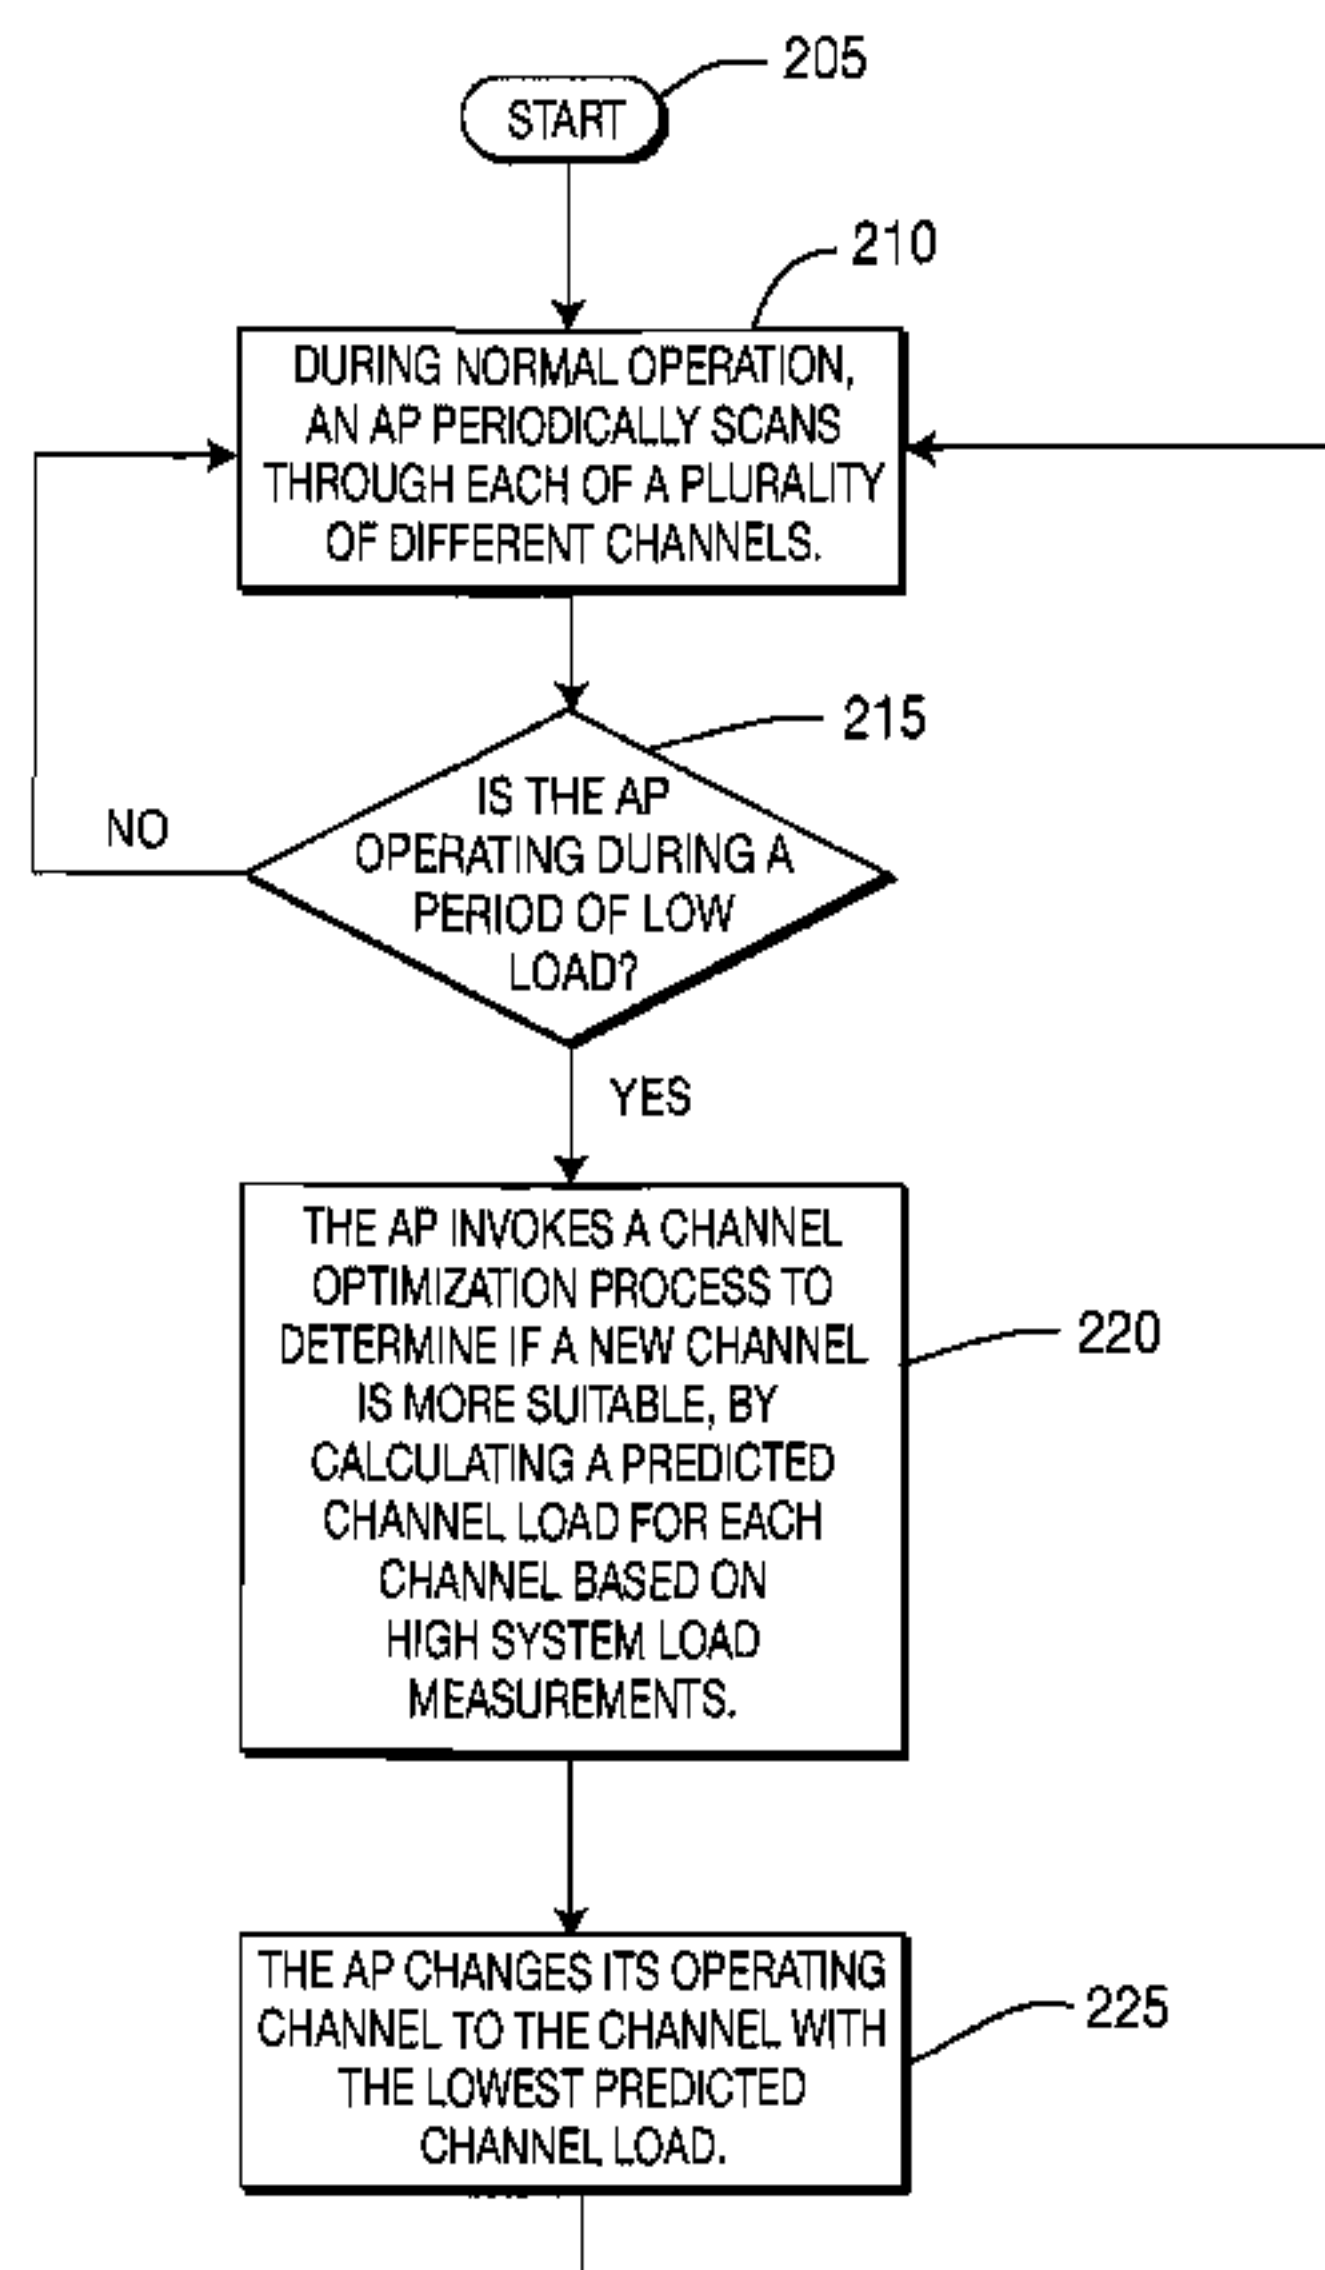 205
START
210
DURING NORMAL OPERATION,
AN AP PERIODICALLY SCANS
THROUGH EACH OF A PLURALITY
OF DIFFERENT CHANNELS.
215
IS THE AP
OPERATING DURING A
PERIOD OF LOW
LOAD?
NO
YES
THE AP INVOKES A CHANNEL
OPTIMIZATION PROCESS TO
DETERMINE IF A NEW CHANNEL
IS MORE SUITABLE, BY
CALCULATING A PREDICTED
CHANNEL LOAD FOR EACH
CHANNEL BASED ON
HIGH SYSTEM LOAD
MEASUREMENTS.
220
THE AP CHANGES ITS OPERATING
CHANNEL TO THE CHANNEL WITH
THE LOWEST PREDICTED
CHANNEL LOAD.
225